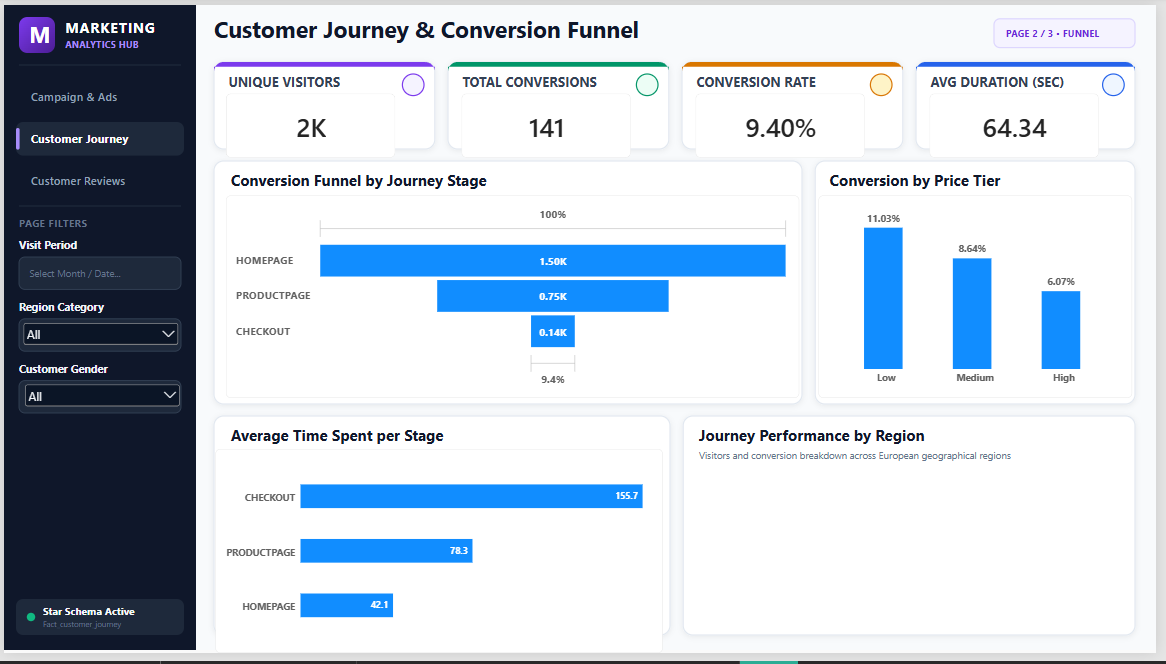 M
MARKETING
ANALYTICS HUB
Campaign & Ads
Customer Journey
Customer Reviews
PAGE FILTERS
Visit Period
Select Month / Date...
Region Category
All
Customer Gender
All
Star Schema Active
Fact_customer_journey
Customer Journey & Conversion Funnel
PAGE 2 / 3 • FUNNEL
UNIQUE VISITORS
2K
TOTAL CONVERSIONS
141
CONVERSION RATE
9.40%
AVG DURATION (SEC)
64.34
Conversion Funnel by Journey Stage
100%
HOMEPAGE 1.50K
PRODUCTPAGE 0.75K
CHECKOUT 0.14K
9.4%
Conversion by Price Tier
11.03%
8.64%
6.07%
Low Medium High
Average Time Spent per Stage
CHECKOUT 155.7
PRODUCTPAGE 78.3
HOMEPAGE 42.1
Journey Performance by Region
Visitors and conversion breakdown across European geographical regions